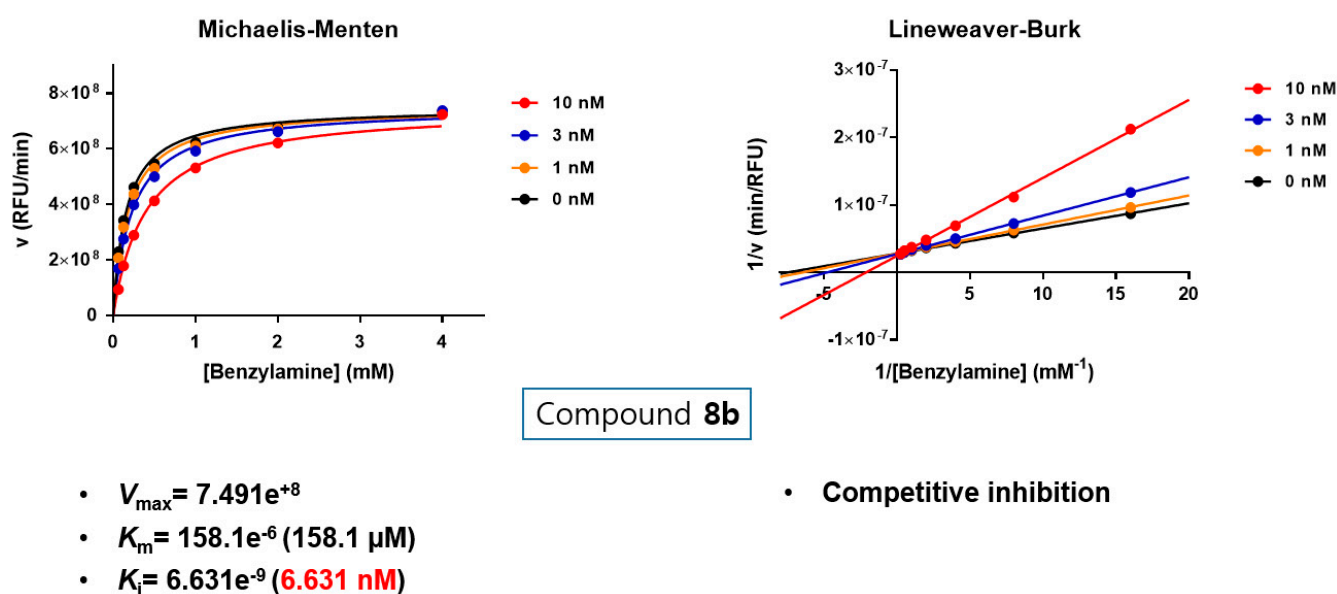 Michaelis-Menten
8×10⁸
6×10⁸
4×10⁸
2×10⁸
0
v (RFU/min)
0 1 2 3 4
[Benzylamine] (mM)
10 nM
3 nM
1 nM
0 nM
Lineweaver-Burk
3×10⁻⁷
2×10⁻⁷
1×10⁻⁷
-1×10⁻⁷
1/v (min/RFU)
-5 5 10 15 20
1/[Benzylamine] (mM⁻¹)
10 nM
3 nM
1 nM
0 nM
Compound 8b
• Vmax= 7.491e⁺⁸
• Km= 158.1e⁻⁶ (158.1 µM)
• Ki= 6.631e⁻⁹ (6.631 nM)
• Competitive inhibition